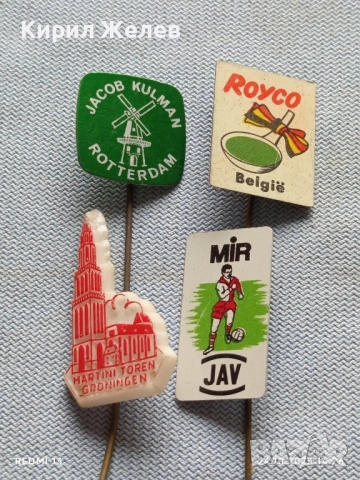 Кирил Желев
JACOB KULMAN
ROTTERDAM
ROYCO
België
MARTINI TOREN
GRONINGEN
MiR
JAV
REDMI 13